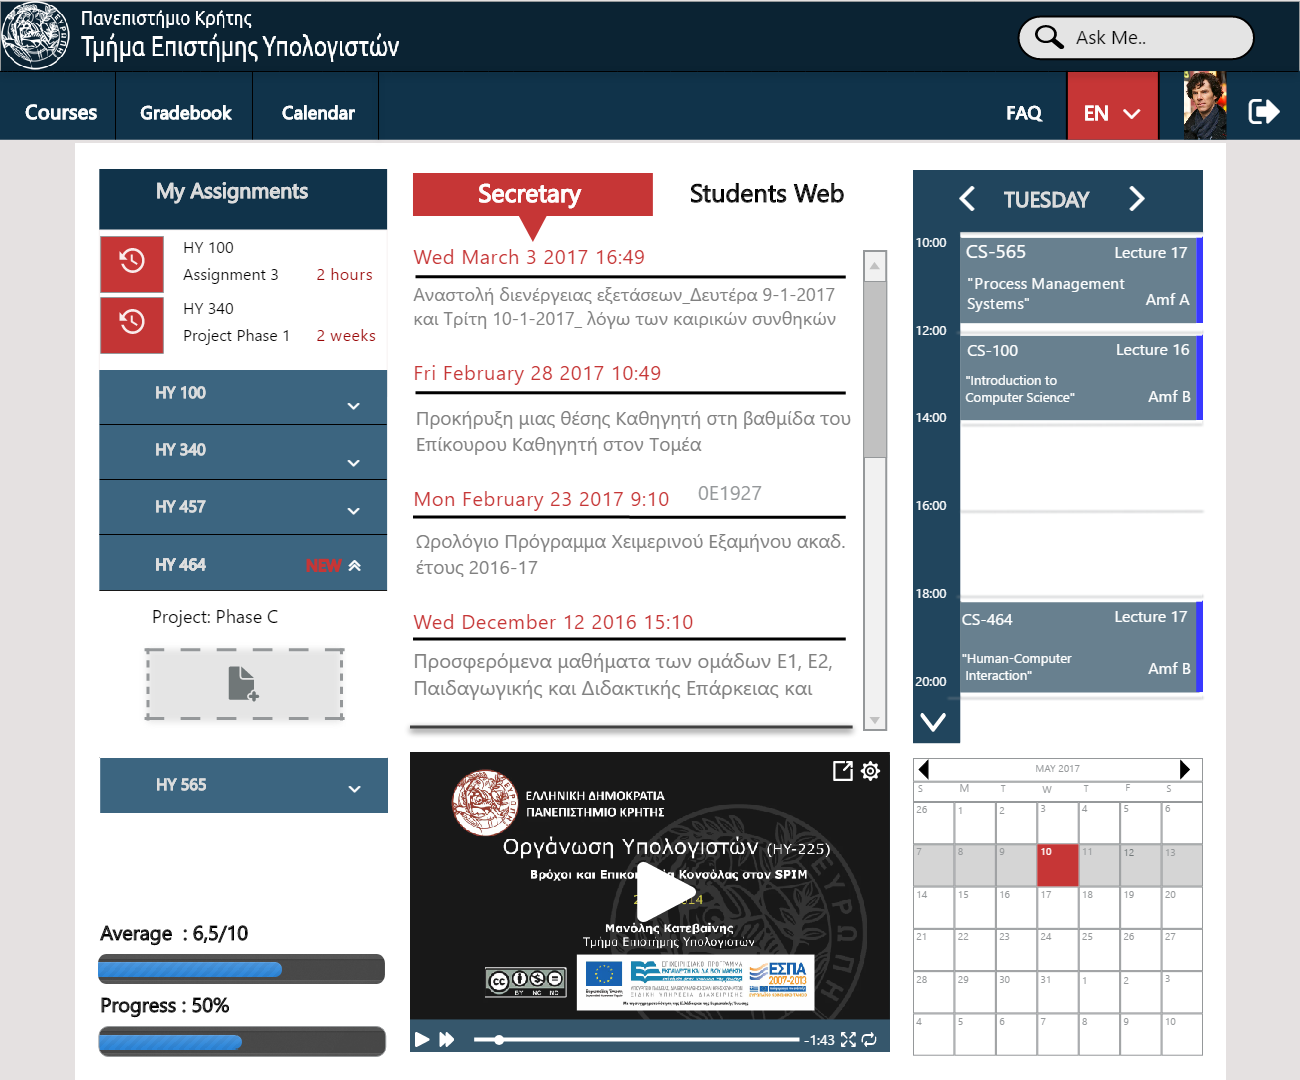 Πανεπιστήμιο Κρήτης
Τμήμα Επιστήμης Υπολογιστών
Ask Me..
Courses
Gradebook
Calendar
FAQ
EN
My Assignments
HY 100
Assignment 3
2 hours
HY 340
Project Phase 1
2 weeks
HY 100
HY 340
HY 457
HY 464
NEW
Project: Phase C
HY 565
Average : 6,5/10
Progress : 50%
Secretary
Students Web
Wed March 3 2017 16:49
Αναστολή διενέργειας εξετάσεων_Δευτέρα 9-1-2017
και Τρίτη 10-1-2017_ λόγω των καιρικών συνθηκών
Fri February 28 2017 10:49
Προκήρυξη μιας θέσης Καθηγητή στη βαθμίδα του
Επίκουρου Καθηγητή στον Τομέα
Mon February 23 2017 9:10
0E1927
Ωρολόγιο Πρόγραμμα Χειμερινού Εξαμήνου ακαδ.
έτους 2016-17
Wed December 12 2016 15:10
Προσφερόμενα μαθήματα των ομάδων Ε1, Ε2,
Παιδαγωγικής και Διδακτικής Επάρκειας και
ΕΛΛΗΝΙΚΗ ΔΗΜΟΚΡΑΤΙΑ
ΠΑΝΕΠΙΣΤΗΜΙΟ ΚΡΗΤΗΣ
Οργάνωση Υπολογιστών (ΗΥ-225)
Βρόχοι και Κονσόλας στον SPIM
Μανόλης Κατεβαίνης
Τμήμα Επιστήμης Υπολογιστών
cc
BY NC
ΕΣΠΑ
2007-2013
-1:43
TUESDAY
10:00
CS-565
Lecture 17
"Process Management
Systems"
Amf A
12:00
CS-100
Lecture 16
"Introduction to
Computer Science"
Amf B
14:00
16:00
18:00
CS-464
Lecture 17
"Human-Computer
Interaction"
Amf B
20:00
MAY 2017
S M T W T F S
26 1 2 3 4 5 6
7 8 9 10 11 12 13
14 15 16 17 18 19 20
21 22 23 24 25 26 27
28 29 30 31 1 2 3
4 5 6 7 8 9 10